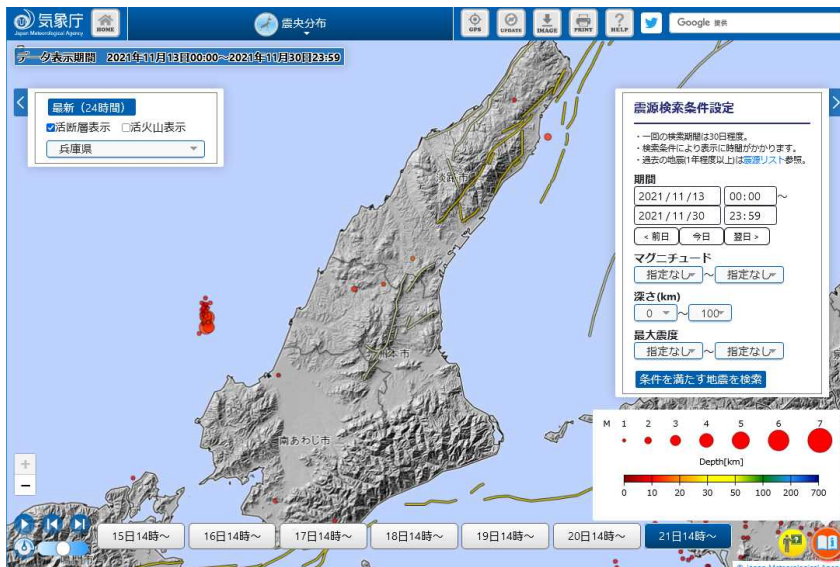 気象庁
Japan Meteorological Agency
HOME
震央分布
GPS
UPDATE
IMAGE
PRINT
HELP
Google 提供
データ表示期間 2021年11月13日00:00~2021年11月30日23:59
最新(24時間)
活断層表示 活火山表示
兵庫県
震源検索条件設定
・一回の検索期間は30日程度。
・検索条件により表示に時間がかかります。
・過去の地震(1年程度以上)は震源リスト参照。
期間
2021/11/13 00:00 ~
2021/11/30 23:59
<前日 今日 翌日>
マグニチュード
指定なし ~ 指定なし
深さ(km)
0 ~ 100
最大震度
指定なし ~ 指定なし
条件を満たす地震を検索
淡路市
洲本市
南あわじ市
M 1 2 3 4 5 6 7
Depth[km]
0 10 20 30 50 100 200 700
+
−
15日14時~ 16日14時~ 17日14時~ 18日14時~ 19日14時~ 20日14時~ 21日14時~